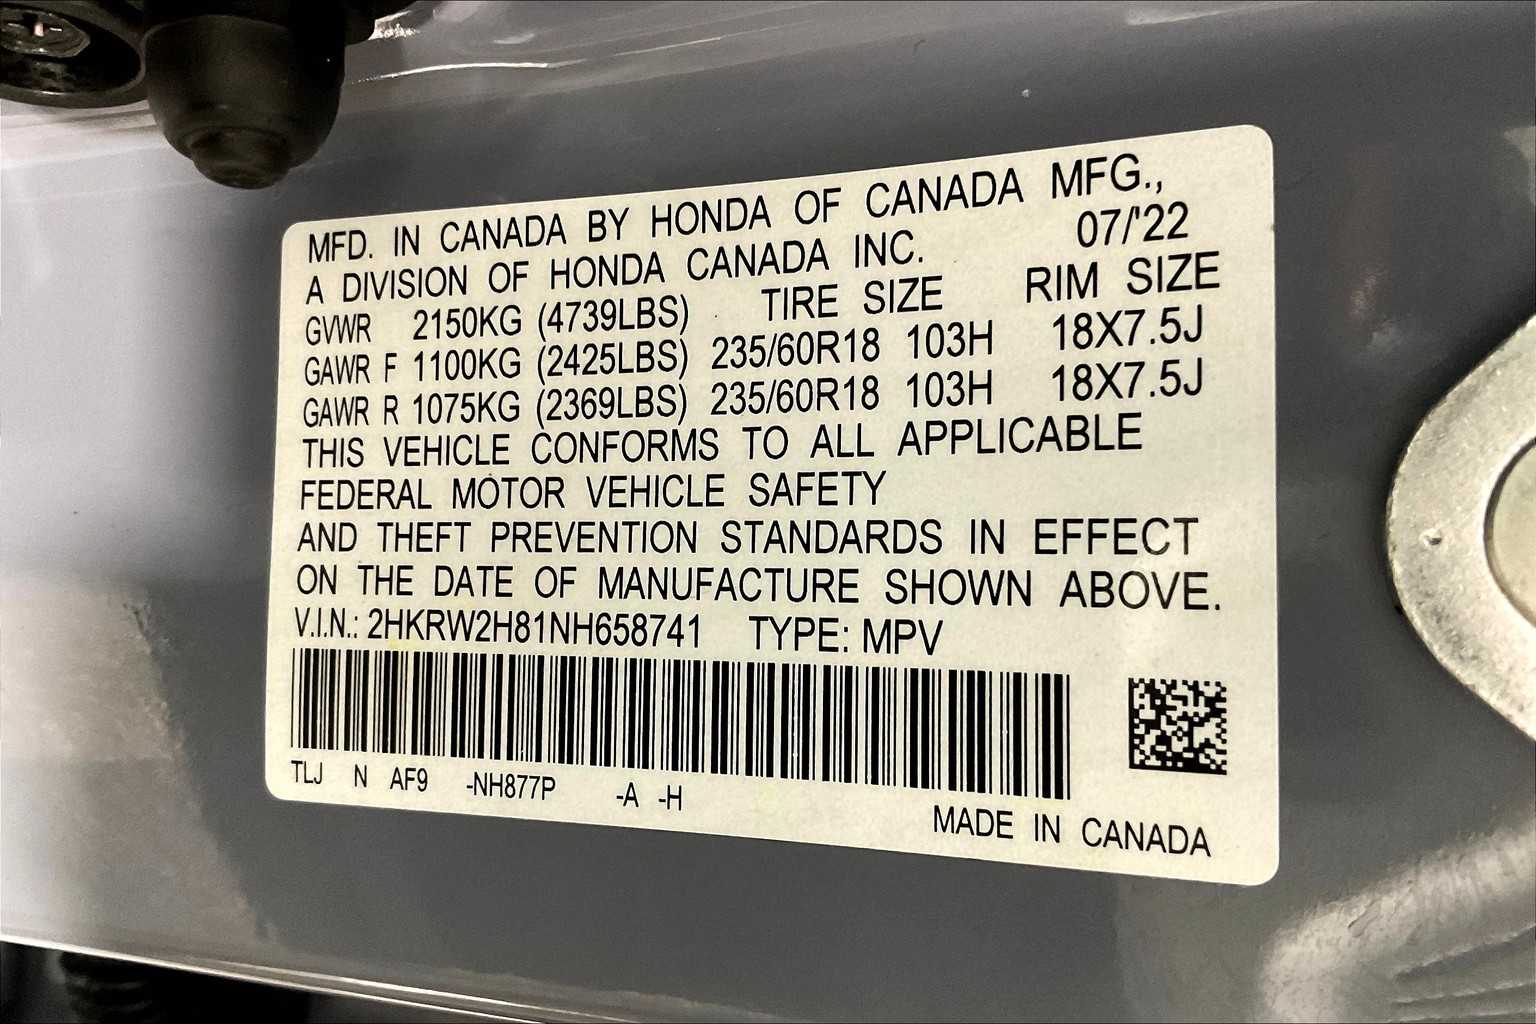 MFD. IN CANADA BY HONDA OF CANADA MFG.,
A DIVISION OF HONDA CANADA INC. 07/'22
GVWR 2150KG (4739LBS) TIRE SIZE RIM SIZE
GAWR F 1100KG (2425LBS) 235/60R18 103H 18X7.5J
GAWR R 1075KG (2369LBS) 235/60R18 103H 18X7.5J
THIS VEHICLE CONFORMS TO ALL APPLICABLE
FEDERAL MOTOR VEHICLE SAFETY
AND THEFT PREVENTION STANDARDS IN EFFECT
ON THE DATE OF MANUFACTURE SHOWN ABOVE.
V.I.N.: 2HKRW2H81NH658741 TYPE: MPV
TLJ N AF9 -NH877P -A -H
MADE IN CANADA